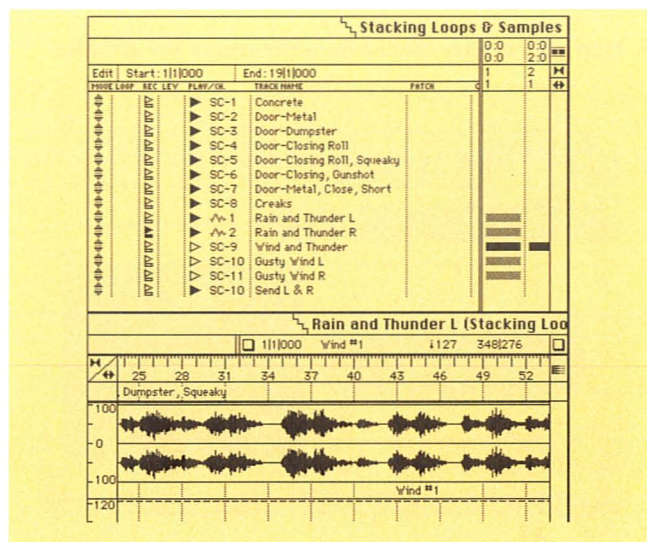 Stacking Loops & Samples
0:0 0:0
0:0 2:0
Edit Start: 1|1|000 End: 19|1|000 1 2
MOVE LOOP REC LEV PLAY/CH. TRACK NAME PATCH C 1 1
SC-1 Concrete
SC-2 Door-Metal
SC-3 Door-Dumpster
SC-4 Door-Closing Roll
SC-5 Door-Closing Roll, Squeaky
SC-6 Door-Closing, Gunshot
SC-7 Door-Metal, Close, Short
SC-8 Creaks
1 Rain and Thunder L
2 Rain and Thunder R
SC-9 Wind and Thunder
SC-10 Gusty Wind L
SC-11 Gusty Wind R
SC-10 Send L & R
Rain and Thunder L (Stacking Loo
1|1|000 Wind #1 ↓127 348|276
25 28 31 34 37 40 43 46 49 52
, Dumpster, Squeaky
100
0
-100
Wind #1
120